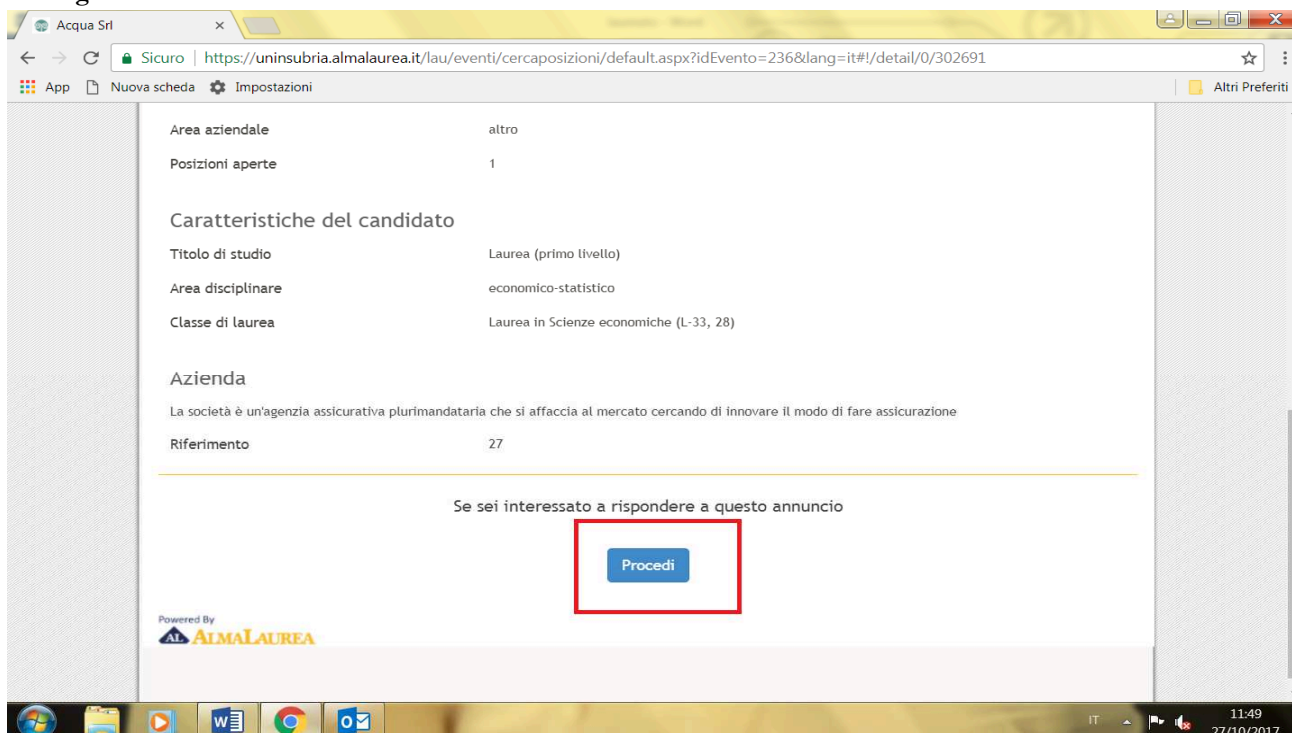 Acqua Srl
Sicuro | https://uninsubria.almalaurea.it/lau/eventi/cercaposizioni/default.aspx?idEvento=236&lang=it#!/detail/0/302691
App Nuova scheda Impostazioni Altri Preferiti
Area aziendale altro
Posizioni aperte 1
Caratteristiche del candidato
Titolo di studio Laurea (primo livello)
Area disciplinare economico-statistico
Classe di laurea Laurea in Scienze economiche (L-33, 28)
Azienda
La società è un'agenzia assicurativa plurimandataria che si affaccia al mercato cercando di innovare il modo di fare assicurazione
Riferimento 27
Se sei interessato a rispondere a questo annuncio
Procedi
Powered By
AL ALMALAUREA
IT 11:49
27/10/2017